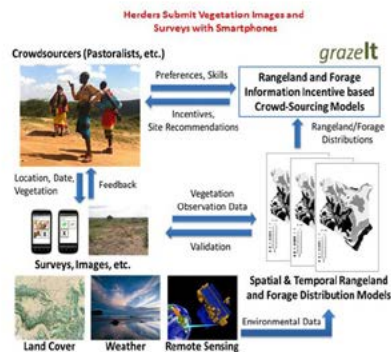 Herders Submit Vegetation Images and
Surveys with Smartphones
Crowdsourcers (Pastoralists, etc.)
grazeIt
Preferences, Skills
Incentives,
Site Recommendations
Rangeland and Forage
Information Incentive based
Crowd-Sourcing Models
Rangeland/Forage
Distributions
Location, Date,
Vegetation
Feedback
Vegetation
Observation Data
Validation
Surveys, Images, etc.
Spatial & Temporal Rangeland
and Forage Distribution Models
Environmental Data
Land Cover
Weather
Remote Sensing